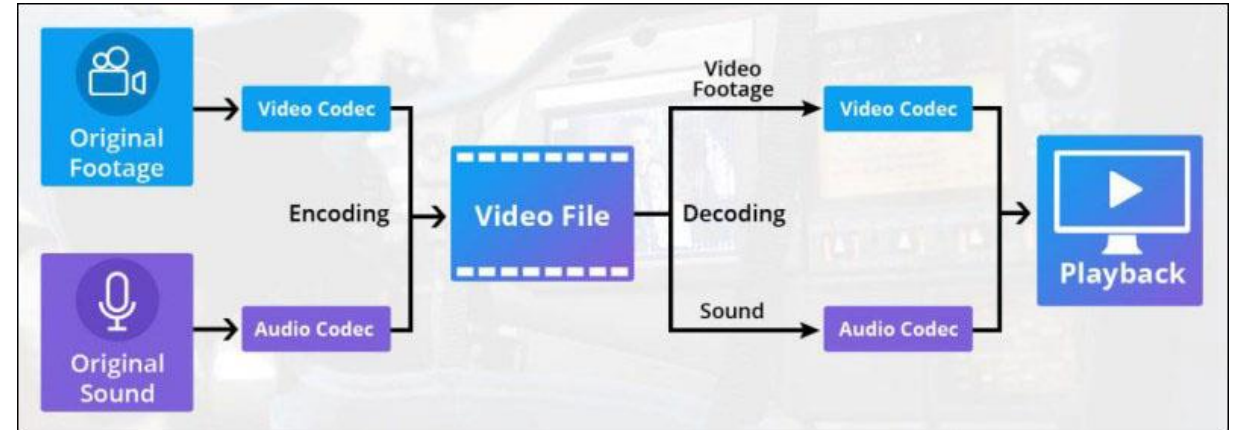 Original
Footage
Video Codec
Encoding
Original
Sound
Audio Codec
Video File
Video
Footage
Decoding
Sound
Video Codec
Audio Codec
Playback